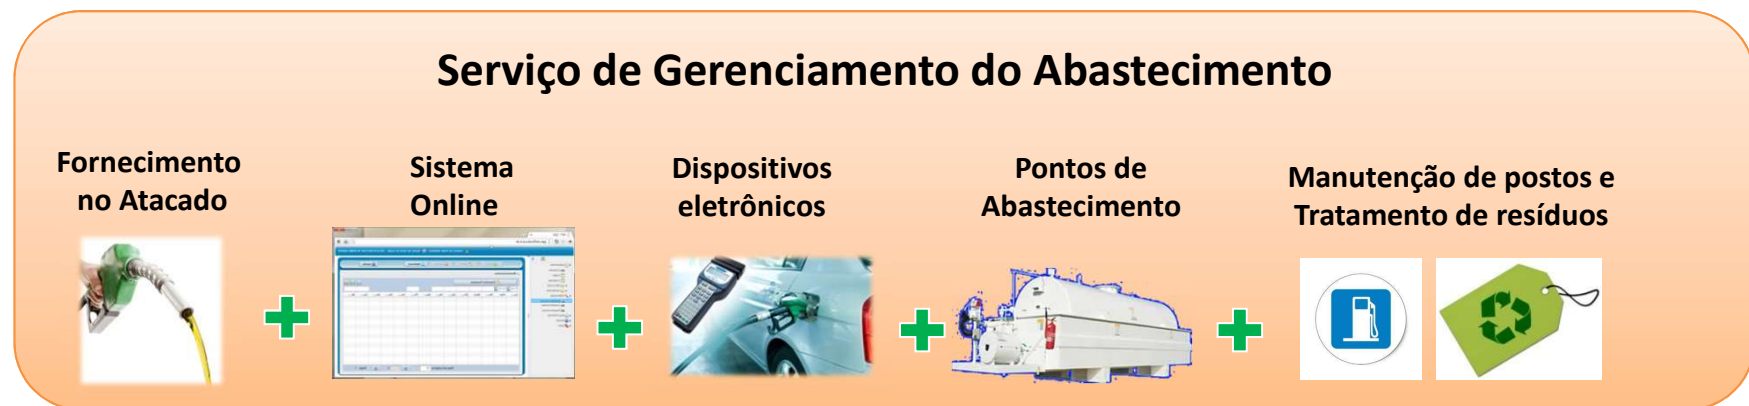 Serviço de Gerenciamento do Abastecimento
Fornecimento
no Atacado
Sistema
Online
Dispositivos
eletrônicos
Pontos de
Abastecimento
Manutenção de postos e
Tratamento de resíduos